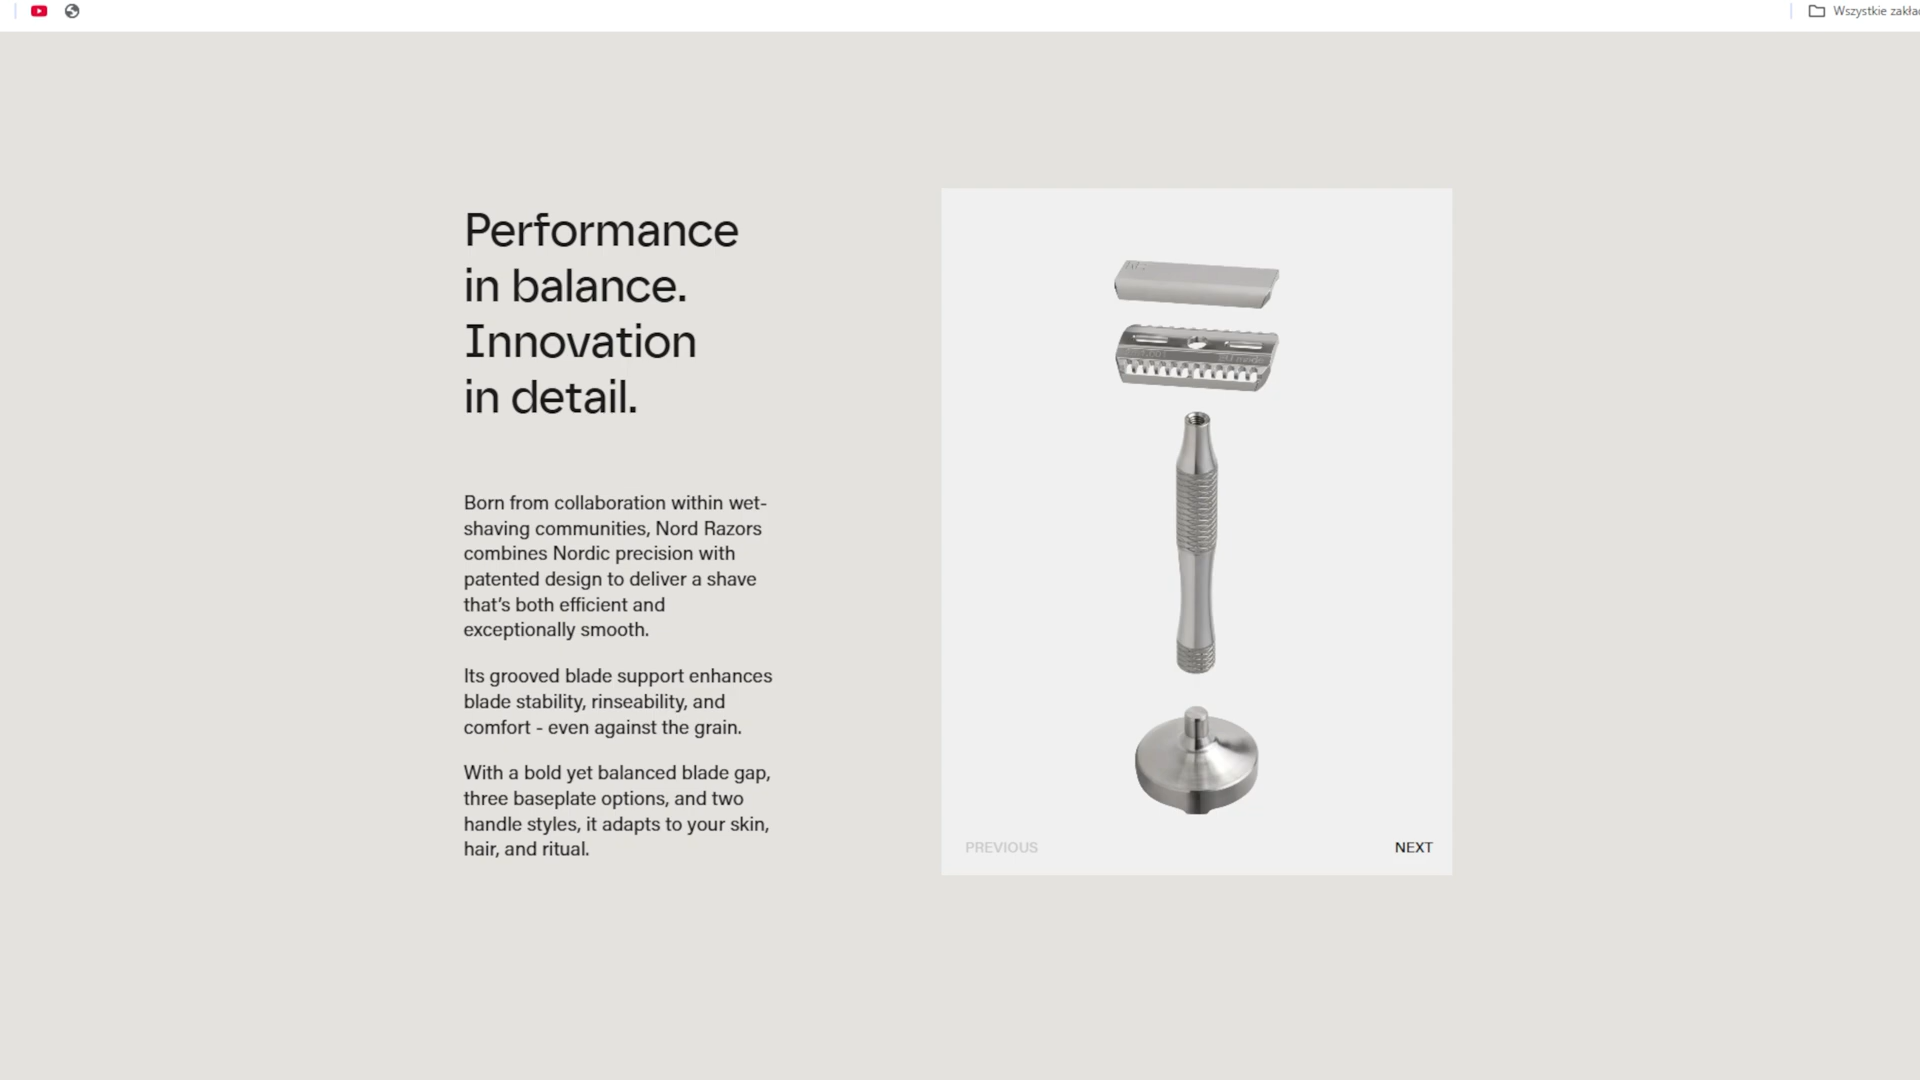 Wszystkie zakła
Performance
in balance.
Innovation
in detail.
Born from collaboration within wet-
shaving communities, Nord Razors
combines Nordic precision with
patented design to deliver a shave
that’s both efficient and
exceptionally smooth.
Its grooved blade support enhances
blade stability, rinseability, and
comfort - even against the grain.
With a bold yet balanced blade gap,
three baseplate options, and two
handle styles, it adapts to your skin,
hair, and ritual.
PREVIOUS
NEXT